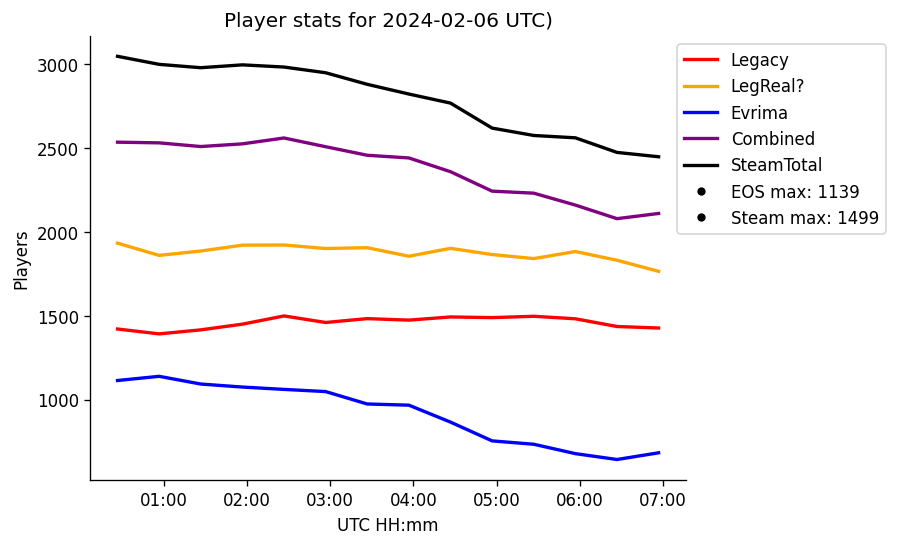 Player stats for 2024-02-06 UTC)
Legacy
LegReal?
Evrima
Combined
SteamTotal
EOS max: 1139
Steam max: 1499
Players
3000
2500
2000
1500
1000
01:00 02:00 03:00 04:00 05:00 06:00 07:00
UTC HH:mm